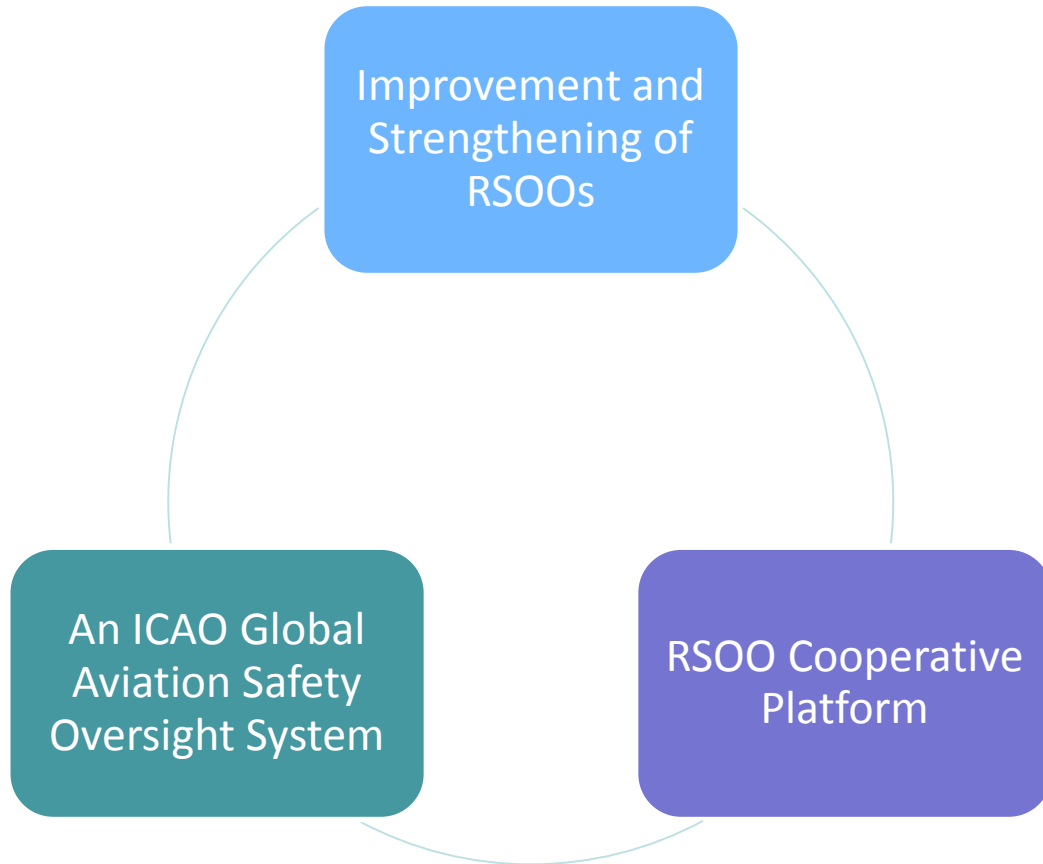 Improvement and
Strengthening of
RSOOs
An ICAO Global
Aviation Safety
Oversight System
RSOO Cooperative
Platform